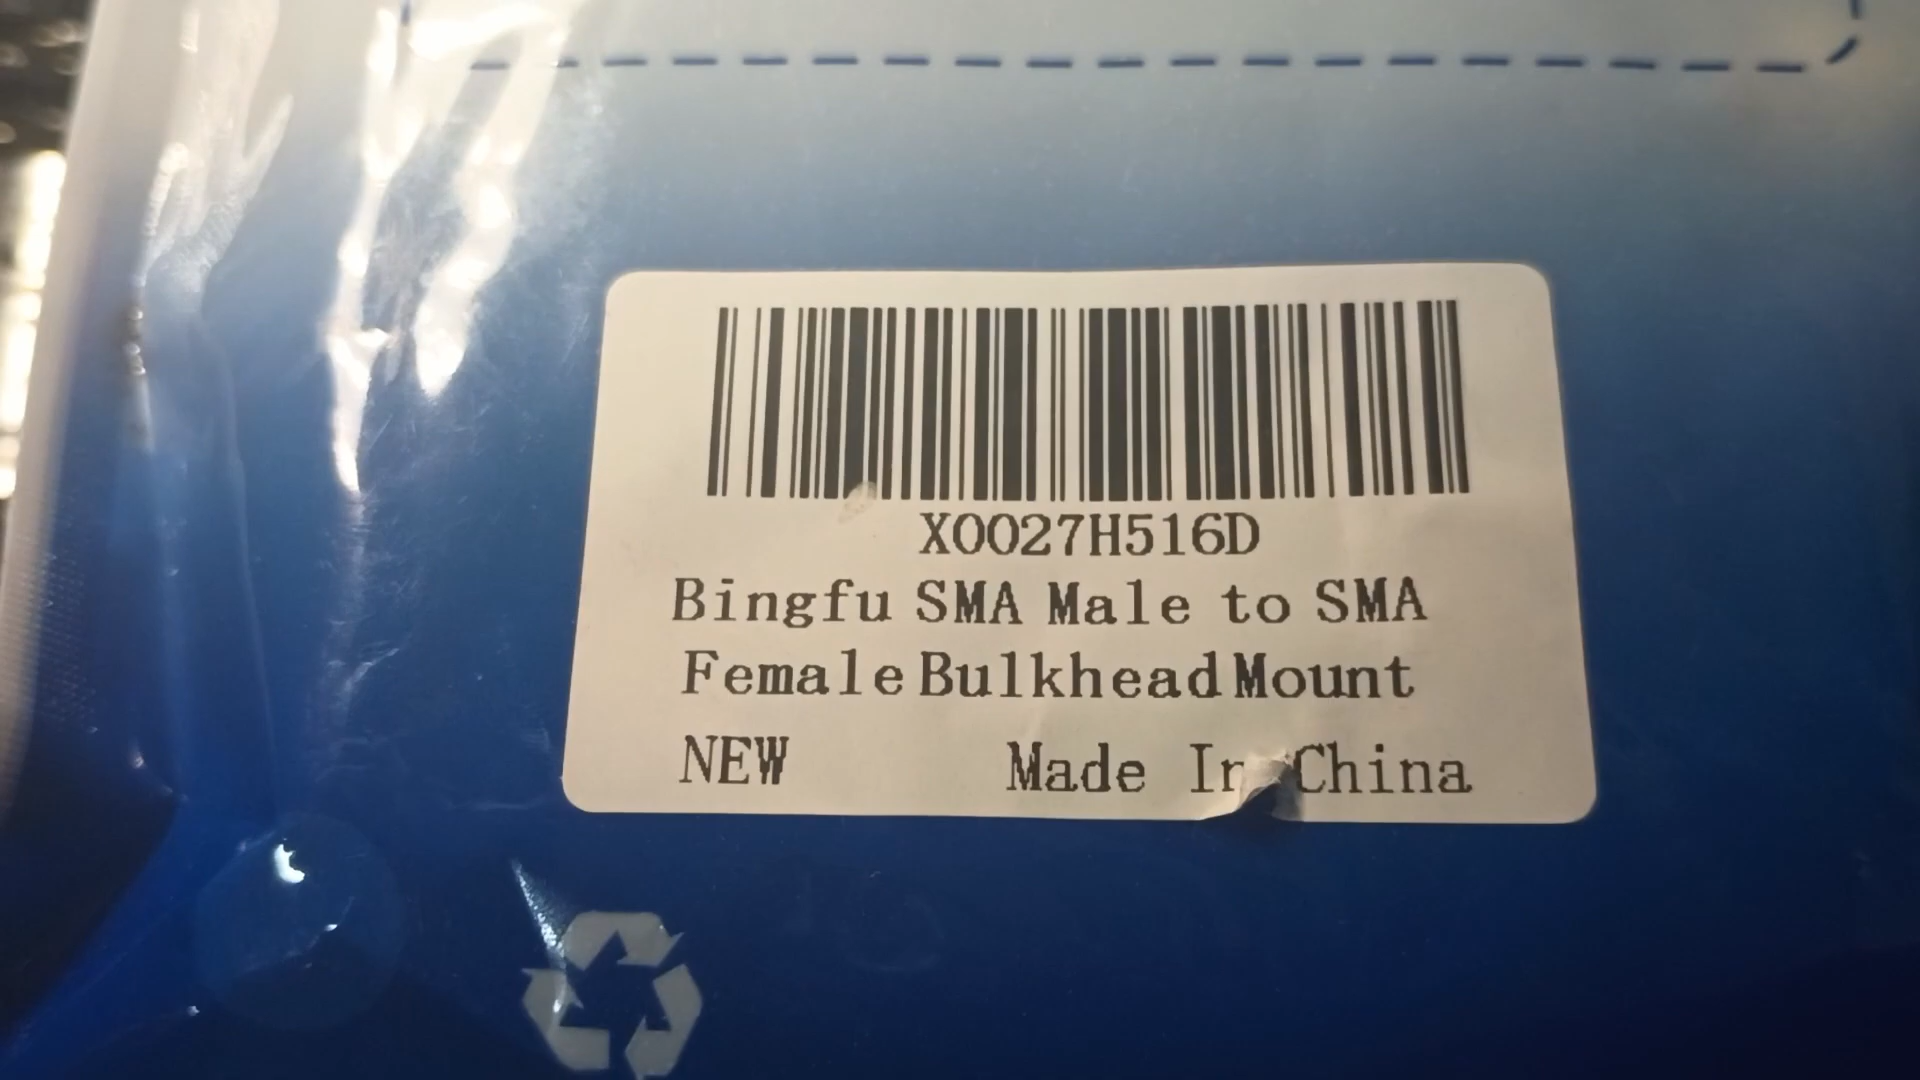 X0027H516D
Bingfu SMA Male to SMA
Female Bulkhead Mount
NEW Made In China